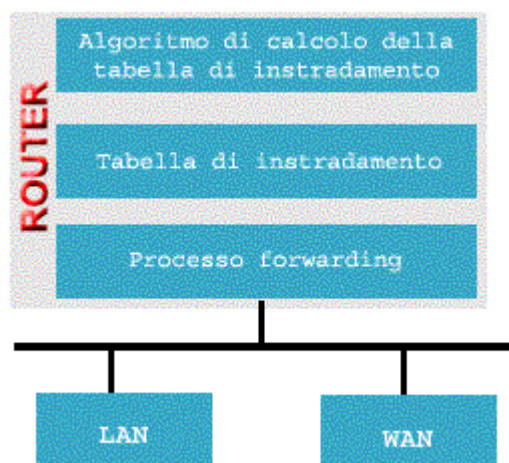 ROUTER
Algoritmo di calcolo della
tabella di instradamento
Tabella di instradamento
Processo forwarding
LAN
WAN